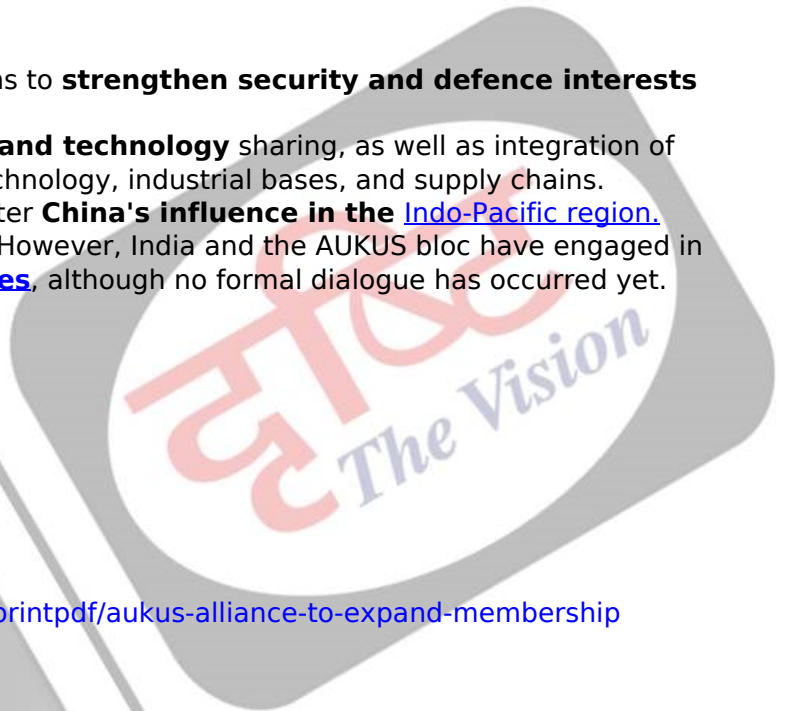 ns to strengthen security and defence interests
and technology sharing, as well as integration of
chnology, industrial bases, and supply chains.
ter China's influence in the Indo-Pacific region.
However, India and the AUKUS bloc have engaged in
es, although no formal dialogue has occurred yet.
दृष्टि
The Vision
printpdf/aukus-alliance-to-expand-membership